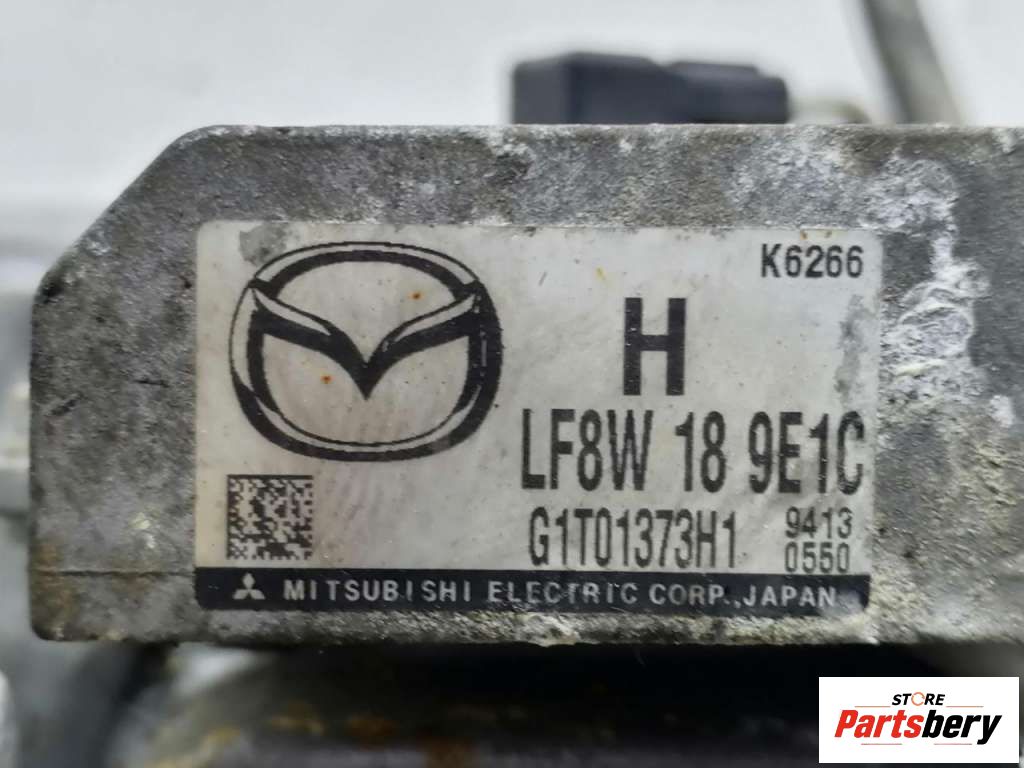 K6266
H
LF8W 18 9E1C
G1T01373H1 9413
0550
MITSUBISHI ELECTRIC CORP., JAPAN
STORE
Partsbery